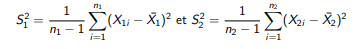 $S_1^2 = \frac{1}{n_1 - 1} \sum_{i=1}^{n_1} (X_{1i} - \bar{X}_1)^2$ et $S_2^2 = \frac{1}{n_2 - 1} \sum_{i=1}^{n_2} (X_{2i} - \bar{X}_2)^2$